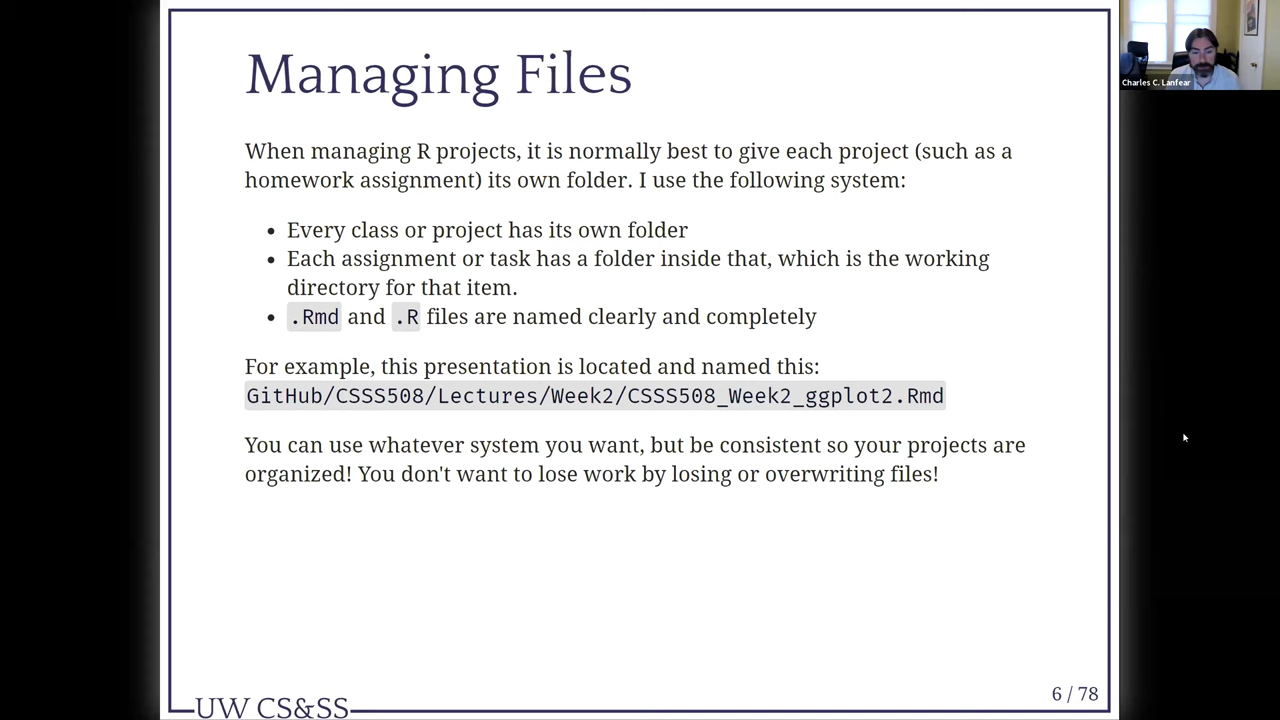 Managing Files
Charles C. Lanfear
When managing R projects, it is normally best to give each project (such as a
homework assignment) its own folder. I use the following system:
• Every class or project has its own folder
• Each assignment or task has a folder inside that, which is the working
directory for that item.
• .Rmd and .R files are named clearly and completely
For example, this presentation is located and named this:
GitHub/CSSS508/Lectures/Week2/CSSS508_Week2_ggplot2.Rmd
You can use whatever system you want, but be consistent so your projects are
organized! You don't want to lose work by losing or overwriting files!
6 / 78
UW CS&SS